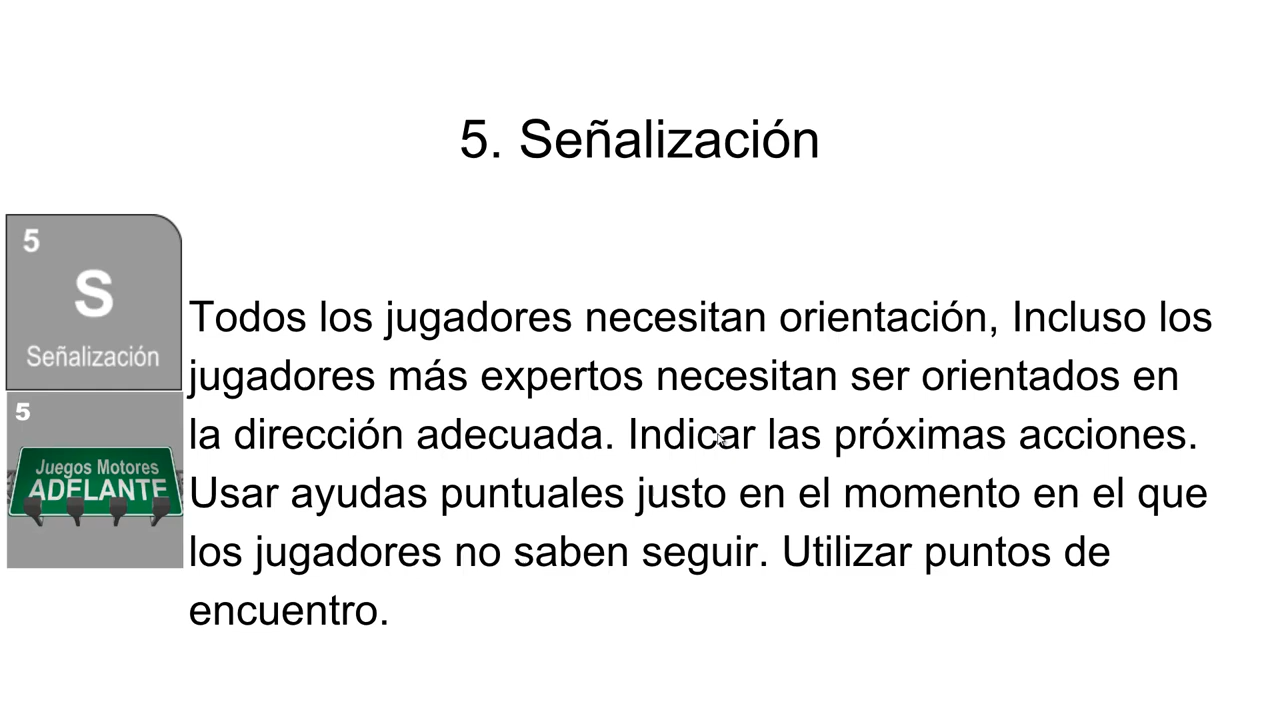 5. Señalización
5
S
Señalización
5
Juegos Motores
ADELANTE
Todos los jugadores necesitan orientación, Incluso los
jugadores más expertos necesitan ser orientados en
la dirección adecuada. Indicar las próximas acciones.
Usar ayudas puntuales justo en el momento en el que
los jugadores no saben seguir. Utilizar puntos de
encuentro.